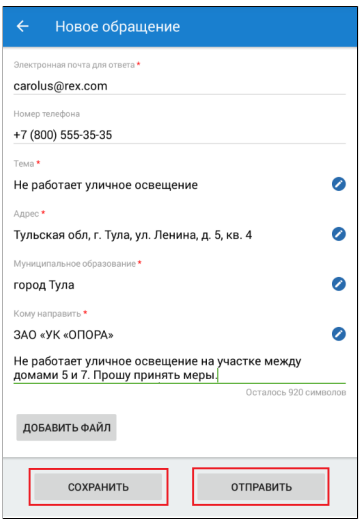 Новое обращение
Электронная почта для ответа *
carolus@rex.com
Номер телефона
+7 (800) 555-35-35
Тема *
Не работает уличное освещение
Адрес *
Тульская обл, г. Тула, ул. Ленина, д. 5, кв. 4
Муниципальное образование *
город Тула
Кому направить *
ЗАО «УК «ОПОРА»
Не работает уличное освещение на участке между
домами 5 и 7. Прошу принять меры.
Осталось 920 символов
ДОБАВИТЬ ФАЙЛ
СОХРАНИТЬ
ОТПРАВИТЬ